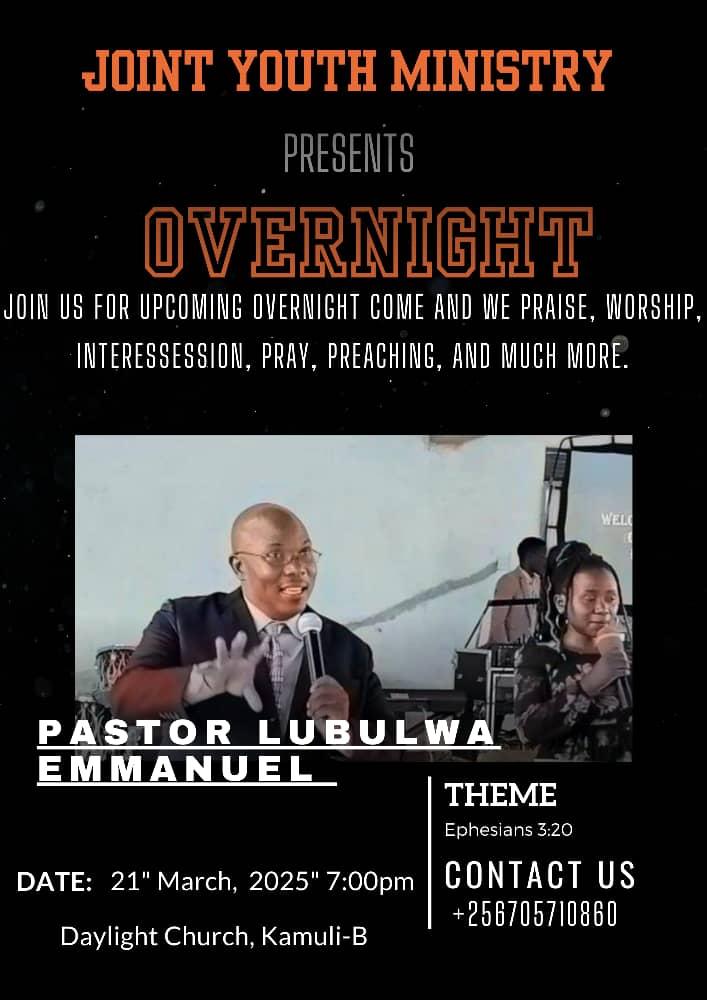 JOINT YOUTH MINISTRY
PRESENTS
OVERNIGHT
JOIN US FOR UPCOMING OVERNIGHT COME AND WE PRAISE, WORSHIP,
INTERESSESSION, PRAY, PREACHING, AND MUCH MORE.
WELC
PASTOR LUBULWA
EMMANUEL
THEME
Ephesians 3:20
CONTACT US
+256705710860
DATE: 21" March, 2025" 7:00pm
Daylight Church, Kamuli-B